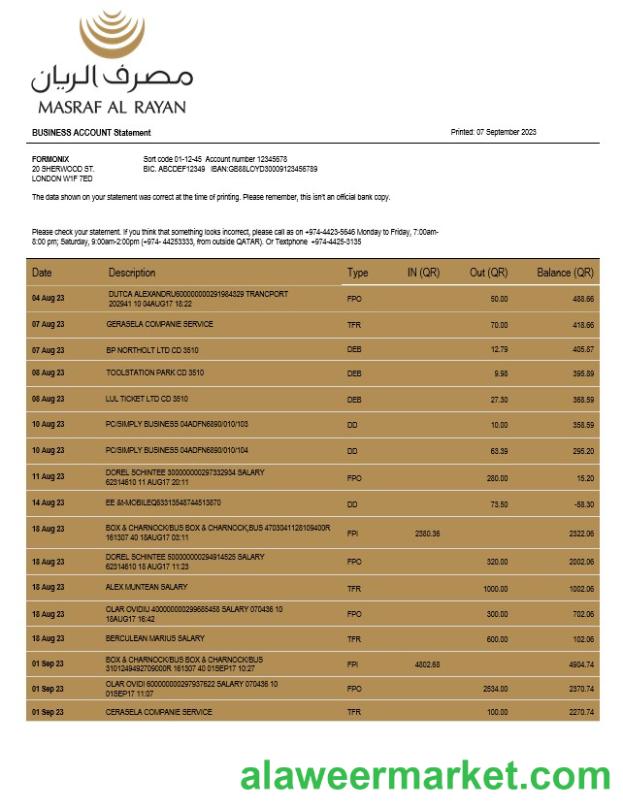 مصرف الريان
MASRAF AL RAYAN
BUSINESS ACCOUNT Statement Printed: 07 September 2023
FORMONIX Sort code 01-12-45 Account number 12345678
20 SHERWOOD ST. BIC. ABCDEF12349 IBAN:GB88LOYD30009123456789
LONDON W1F 7ED
The data shown on your statement was correct at the time of printing. Please remember, this isn't an official bank copy.
Please check your statement. If you think that something looks incorrect, please call as on +974-4423-5646 Monday to Friday, 7:00am-
8:00 pm; Saturday, 9:00am-2:00pm (+974- 44253333, from outside QATAR). Or Textphone +974-4425-3135
Date Description Type IN (QR) Out (QR) Balance (QR)
04 Aug 23 DUTCA ALEXANDRU600000000291984329 TRANCPORT FPO 50.00 488.66
202941 10 04AUG17 18:22
07 Aug 23 GERASELA COMPANIE SERVICE TFR 70.00 418.66
07 Aug 23 BP NORTHOLT LTD CD 3510 DEB 12.79 405.87
08 Aug 23 TOOLSTATION PARK CD 3510 DEB 9.98 395.89
08 Aug 23 LUL TICKET LTD CD 3510 DEB 27.30 368.59
10 Aug 23 PC/SIMPLY BUSINESS 04ADFN6890/010/103 DD 10.00 358.59
10 Aug 23 PC/SIMPLY BUSINESS 04ADFN6890/010/104 DD 63.39 295.20
11 Aug 23 DOREL SCHINTEE 300000000297332934 SALARY FPO 280.00 15.20
62314610 11 AUG17 20:11
14 Aug 23 EE &t-MOBILEQ63313548744513870 DD 73.50 -58.30
18 Aug 23 BOX & CHARNOCK/BUS BOX & CHARNOCK,BUS 4703041128109400R FPI 2380.36 2322.06
161307 40 18AUG17 03:11
18 Aug 23 DOREL SCHINTEE 500000000294914525 SALARY FPO 320.00 2002.06
62314610 18 AUG17 11:23
18 Aug 23 ALEX MUNTEAN SALARY TFR 1000.00 1002.06
18 Aug 23 OLAR OVIDIU 400000000299685458 SALARY 070436 10 FPO 300.00 702.06
18AUG17 16:42
18 Aug 23 BERCULEAN MARIUS SALARY TFR 600.00 102.06
01 Sep 23 BOX & CHARNOCK/BUS BOX & CHARNOCK/BUS FPI 4802.68 4904.74
3101249492709000R 161307 40 01SEP17 10:27
01 Sep 23 OLAR OVIDI 600000000297937622 SALARY 070436 10 FPO 2534.00 2370.74
01SEP17 11:07
01 Sep 23 CERASELA COMPANIE SERVICE TFR 100.00 2270.74
alaweermarket.com